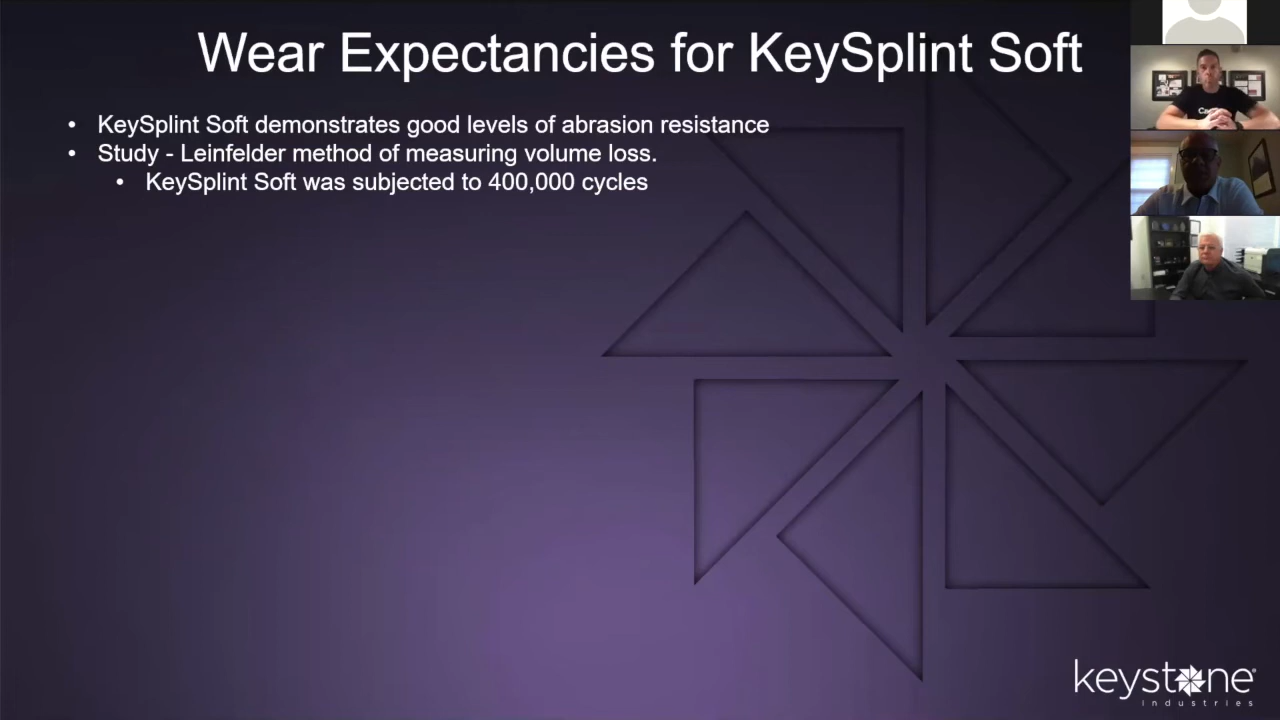 Wear Expectancies for KeySplint Soft
• KeySplint Soft demonstrates good levels of abrasion resistance
• Study - Leinfelder method of measuring volume loss.
• KeySplint Soft was subjected to 400,000 cycles
keystone
industries